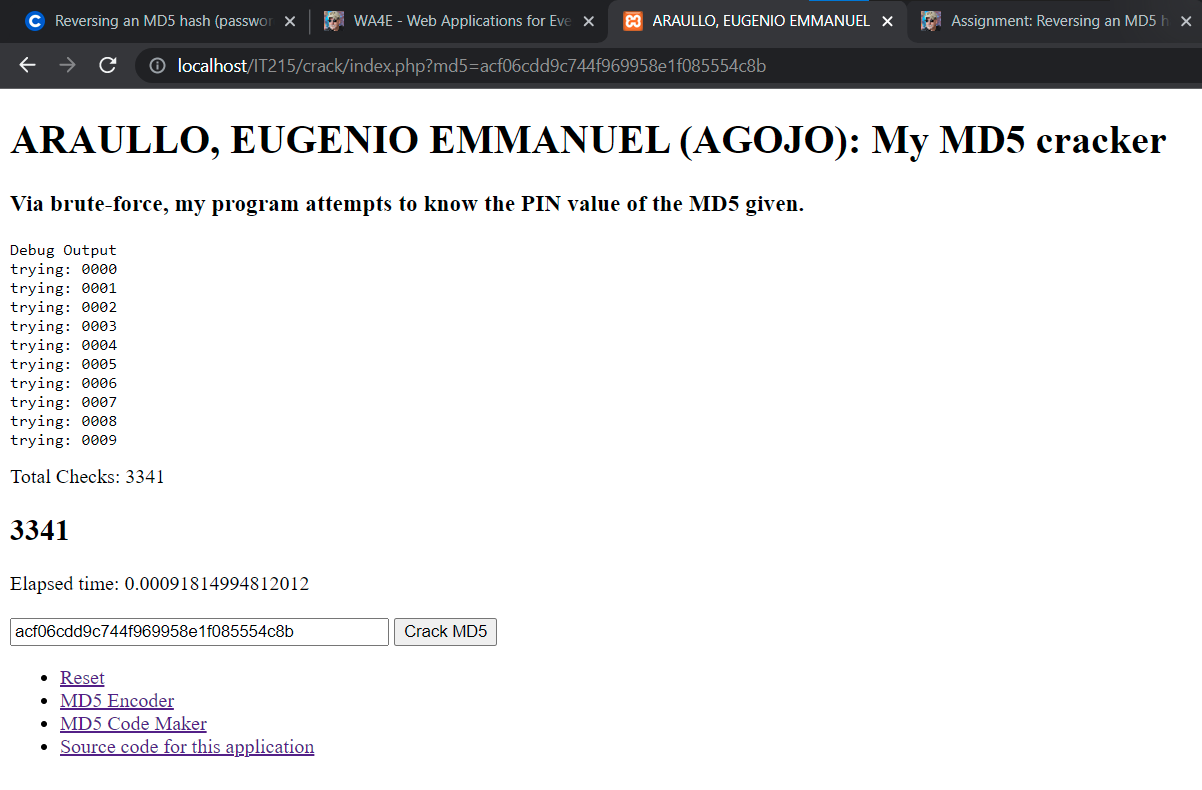 Reversing an MD5 hash (passwor
WA4E - Web Applications for Eve
ARAULLO, EUGENIO EMMANUEL
Assignment: Reversing an MD5 h
localhost/IT215/crack/index.php?md5=acf06cdd9c744f969958e1f085554c8b
ARAULLO, EUGENIO EMMANUEL (AGOJO): My MD5 cracker
Via brute-force, my program attempts to know the PIN value of the MD5 given.
Debug Output
trying: 0000
trying: 0001
trying: 0002
trying: 0003
trying: 0004
trying: 0005
trying: 0006
trying: 0007
trying: 0008
trying: 0009
Total Checks: 3341
3341
Elapsed time: 0.00091814994812012
acf06cdd9c744f969958e1f085554c8b Crack MD5
Reset
MD5 Encoder
MD5 Code Maker
Source code for this application